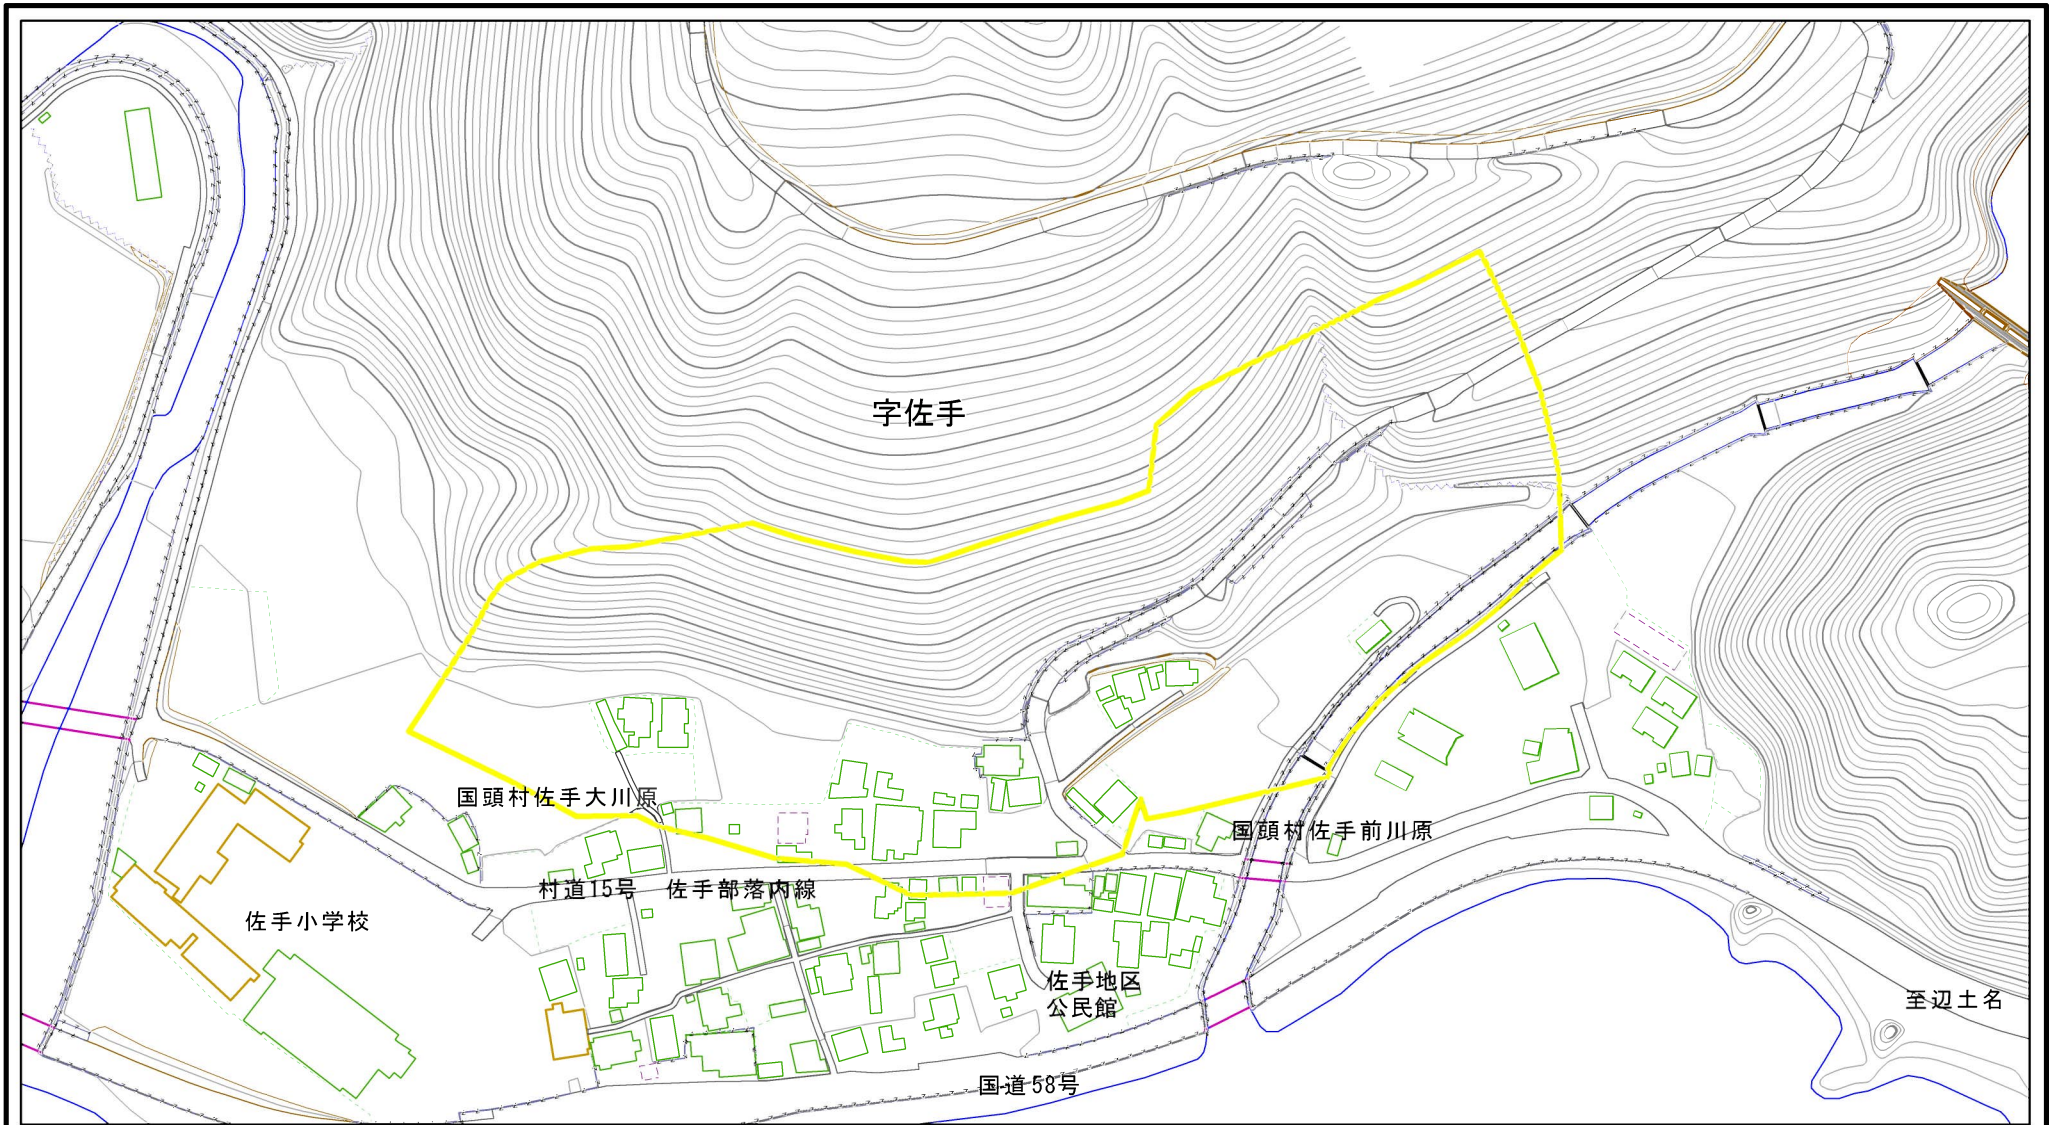 字佐手
国頭村佐手大川原
国頭村佐手前川原
村道15号　佐手部落内線
佐手小学校
佐手地区
公民館
至辺土名
国道58号